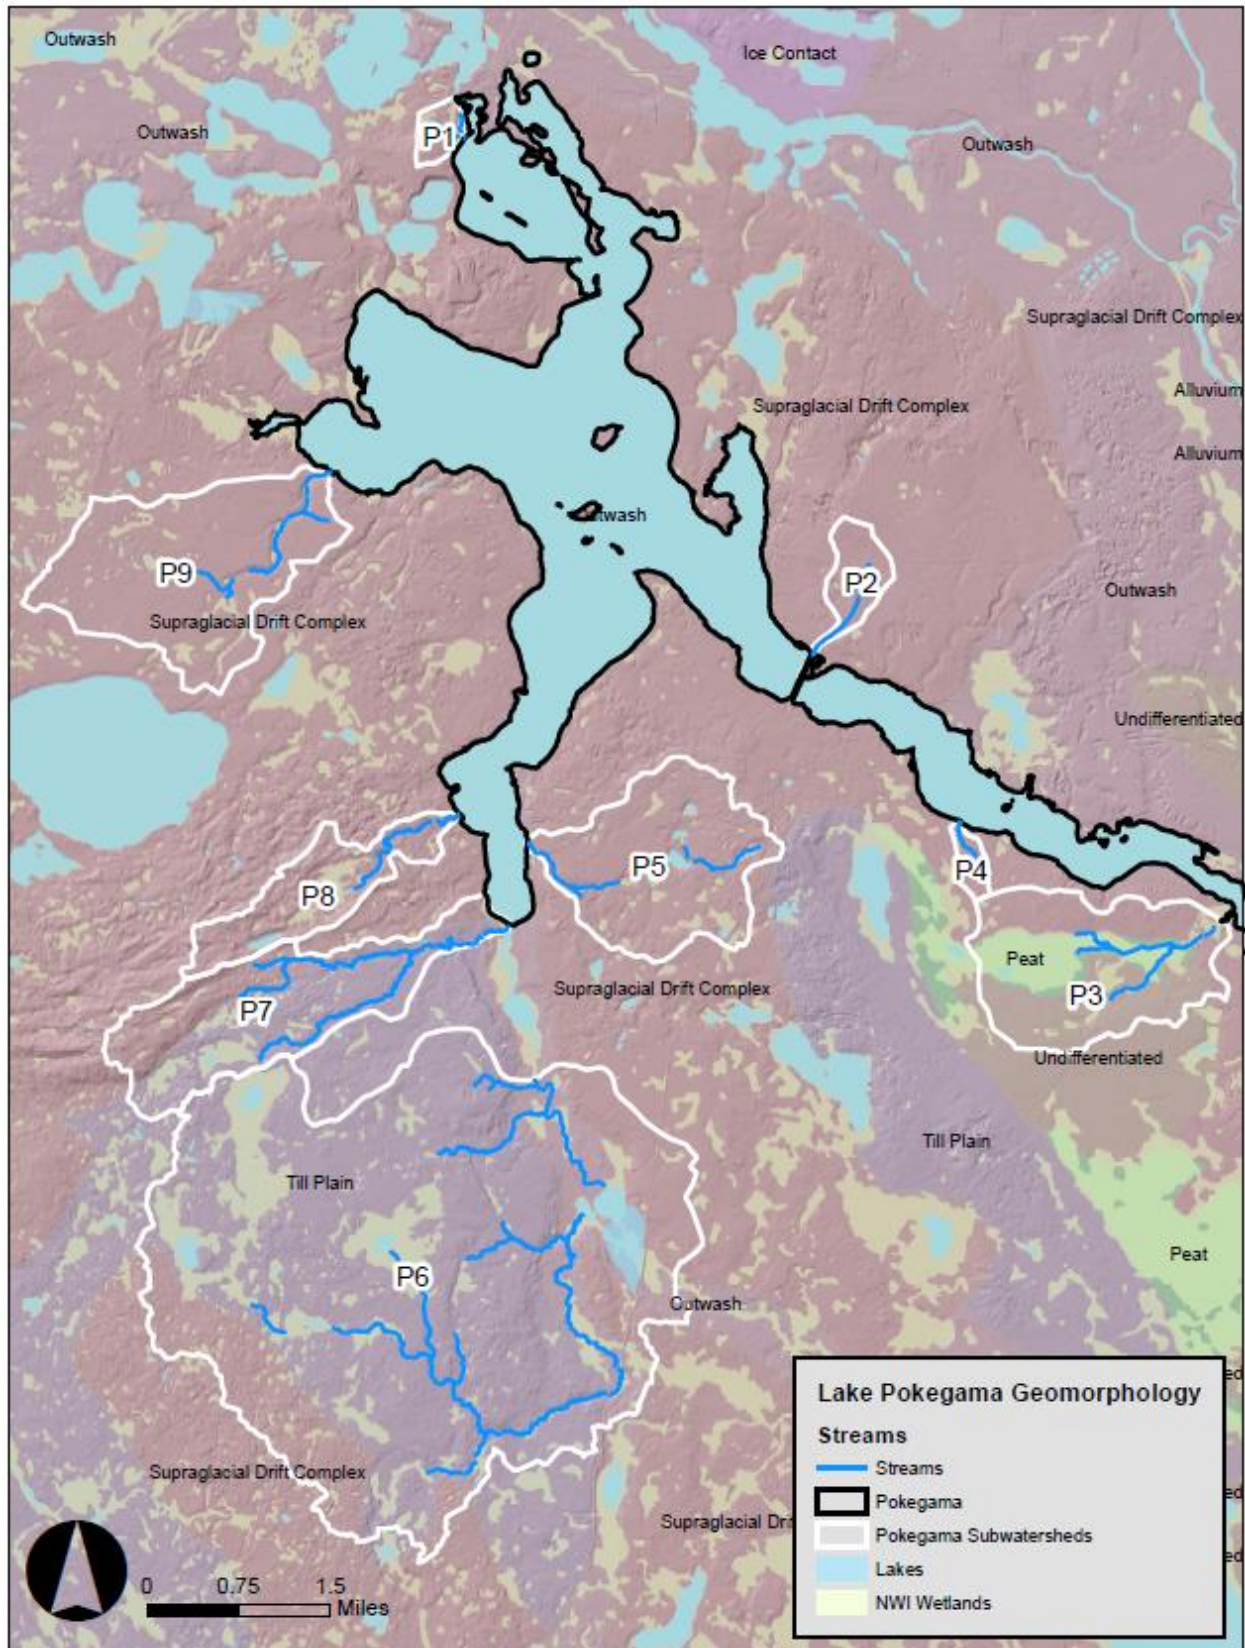 Outwash
Ice Contact
Outwash
P1
Outwash
Supraglacial Drift Complex
Alluvium
Supraglacial Drift Complex
Alluvium
P9
P2
Outwash
Supraglacial Drift Complex
Undifferentiated
P5
P4
P8
Peat
Supraglacial Drift Complex
P3
P7
Undifferentiated
Till Plain
Till Plain
Peat
P6
Outwash
Lake Pokegama Geomorphology
Streams
Streams
Pokegama
Pokegama Subwatersheds
Lakes
NWI Wetlands
Supraglacial Drift Complex
Supraglacial
0 0.75 1.5
Miles